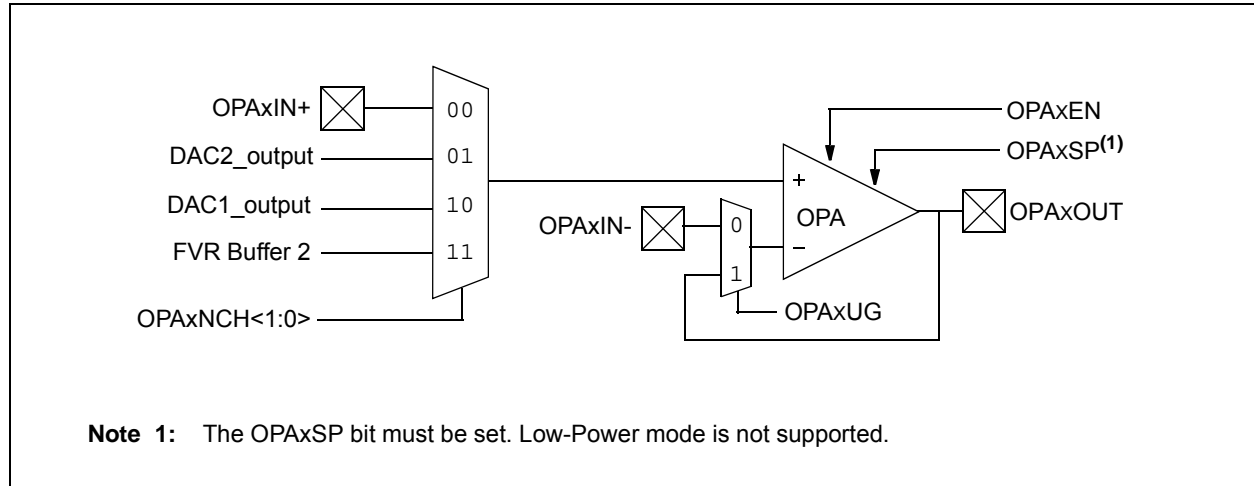 OPAxIN+
00
OPAxEN
DAC2_output
01
OPAxSP(1)
+
DAC1_output
10
OPAxIN-
0
OPA
OPAxOUT
FVR Buffer 2
11
−
1
OPAxNCH<1:0>
OPAxUG
Note 1: The OPAxSP bit must be set. Low-Power mode is not supported.